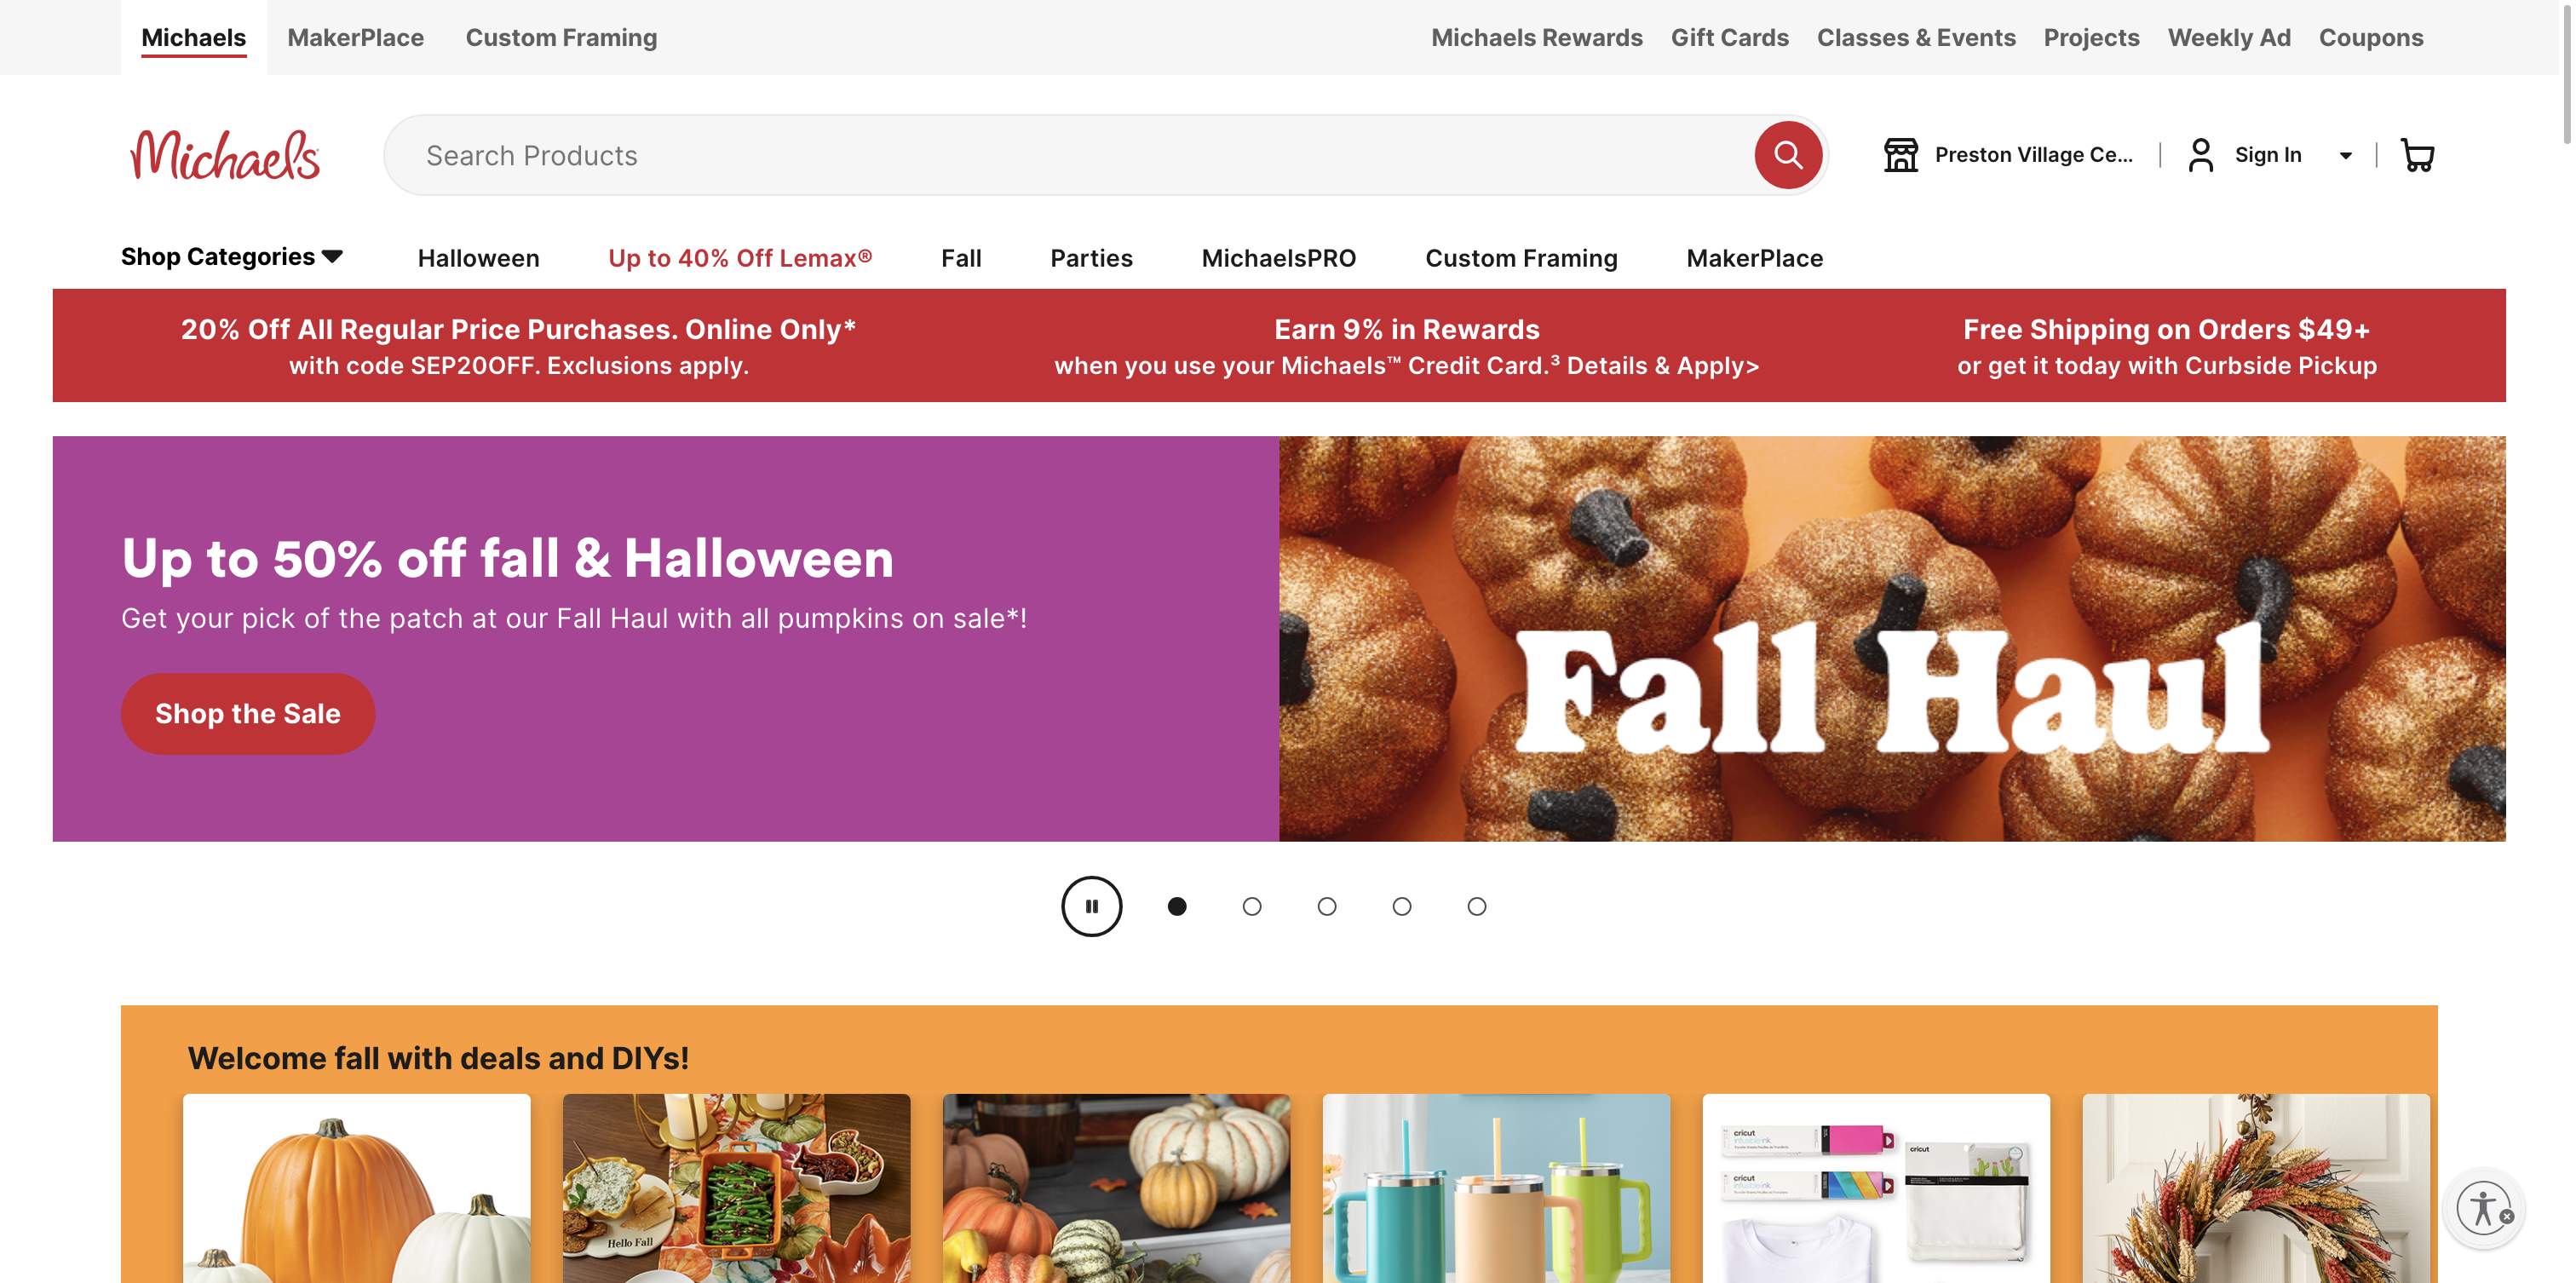 Michaels MakerPlace Custom Framing Michaels Rewards Gift Cards Classes & Events Projects Weekly Ad Coupons
Michaels
Search Products
Preston Village Ce...
Sign In
Shop Categories Halloween Up to 40% Off Lemax® Fall Parties MichaelsPRO Custom Framing MakerPlace
20% Off All Regular Price Purchases. Online Only*
with code SEP20OFF. Exclusions apply.
Earn 9% in Rewards
when you use your Michaels™ Credit Card.³ Details & Apply>
Free Shipping on Orders $49+
or get it today with Curbside Pickup
Up to 50% off fall & Halloween
Get your pick of the patch at our Fall Haul with all pumpkins on sale*!
Shop the Sale
Fall Haul
Welcome fall with deals and DIYs!
Hello Fall
cricut
cricut
cricut